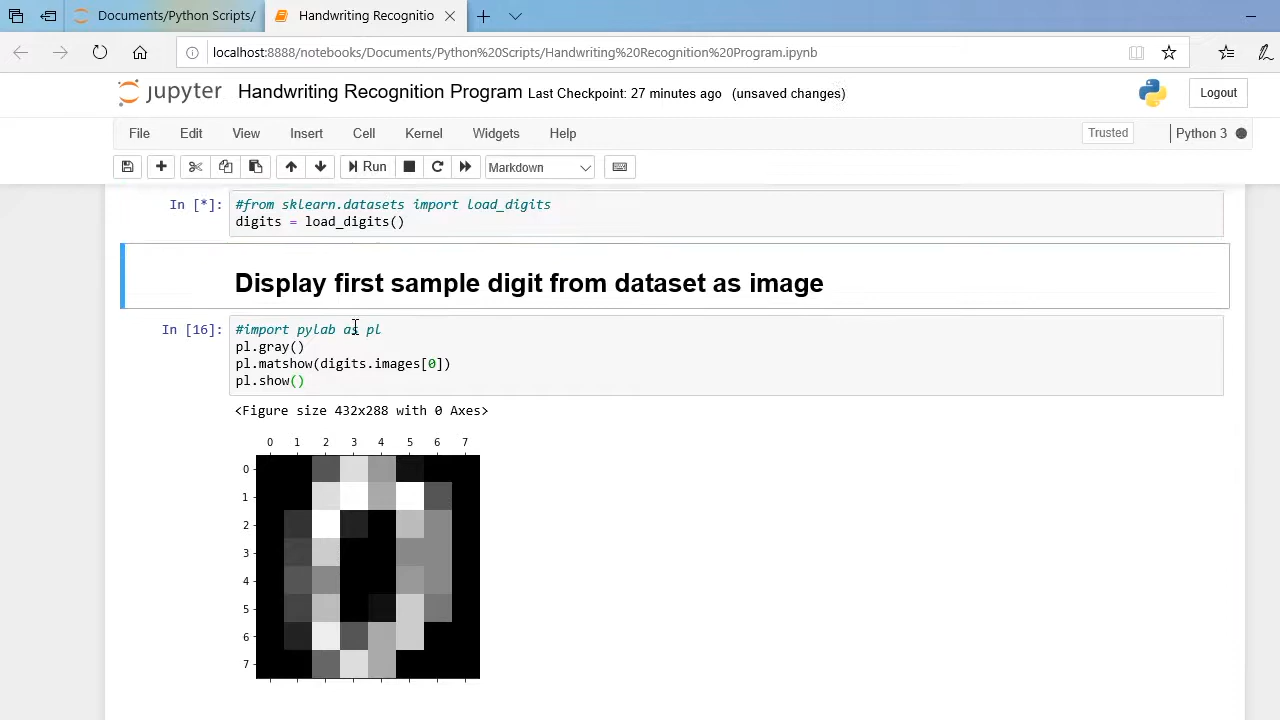 Documents/Python Scripts/
Handwriting Recognitio
localhost:8888/notebooks/Documents/Python%20Scripts/Handwriting%20Recognition%20Program.ipynb
jupyter Handwriting Recognition Program Last Checkpoint: 27 minutes ago (unsaved changes)
Logout
File Edit View Insert Cell Kernel Widgets Help
Trusted
Python 3
Run
Markdown
In [*]: #from sklearn.datasets import load_digits
digits = load_digits()
Display first sample digit from dataset as image
In [16]: #import pylab as pl
pl.gray()
pl.matshow(digits.images[0])
pl.show()
<Figure size 432x288 with 0 Axes>
0 1 2 3 4 5 6 7
0
1
2
3
4
5
6
7